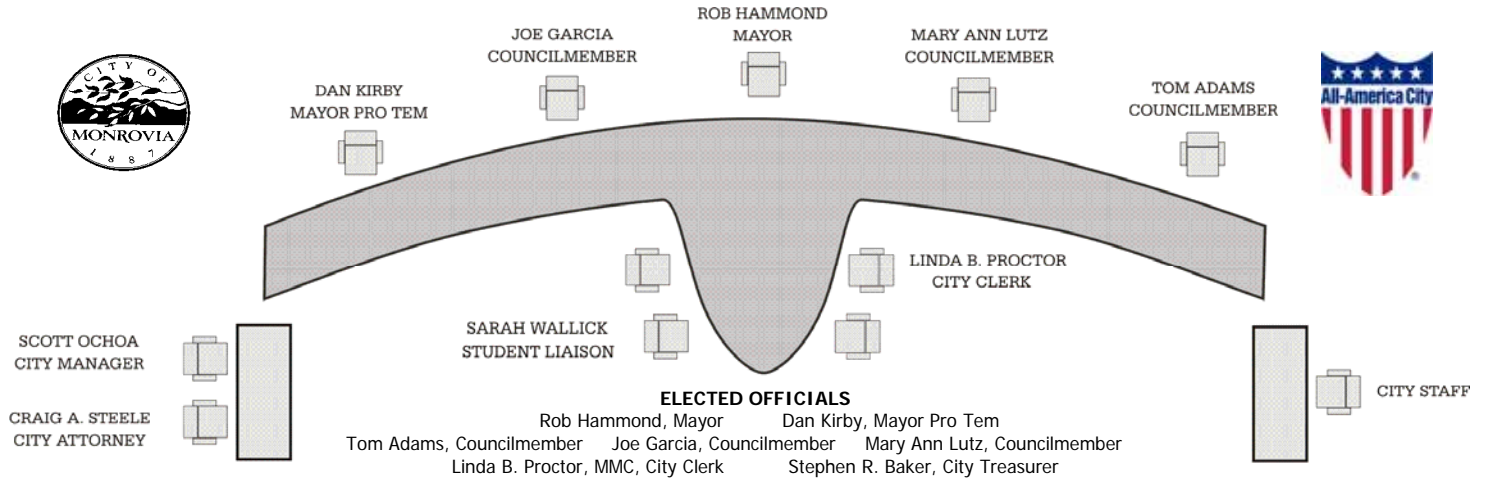 ROB HAMMOND
MAYOR
JOE GARCIA
COUNCILMEMBER
MARY ANN LUTZ
COUNCILMEMBER
DAN KIRBY
MAYOR PRO TEM
TOM ADAMS
COUNCILMEMBER
CITY OF
MONROVIA
1887
All-America City
®
LINDA B. PROCTOR
CITY CLERK
SARAH WALLICK
STUDENT LIAISON
SCOTT OCHOA
CITY MANAGER
CRAIG A. STEELE
CITY ATTORNEY
CITY STAFF
ELECTED OFFICIALS
Rob Hammond, Mayor Dan Kirby, Mayor Pro Tem
Tom Adams, Councilmember Joe Garcia, Councilmember Mary Ann Lutz, Councilmember
Linda B. Proctor, MMC, City Clerk Stephen R. Baker, City Treasurer